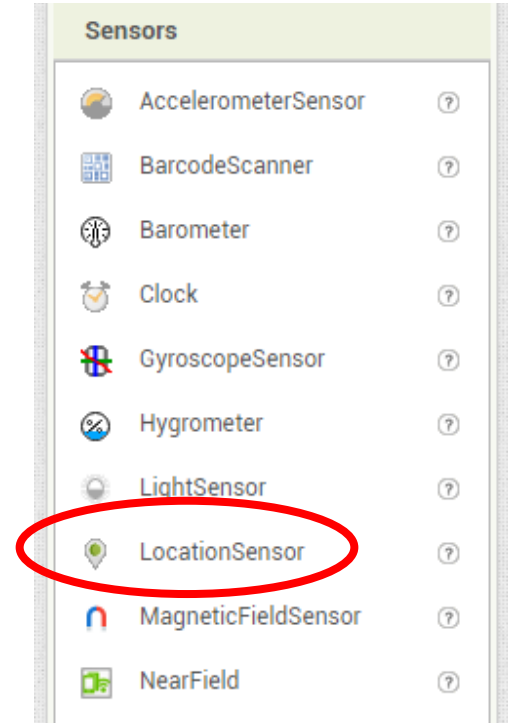 Sensors
AccelerometerSensor ?
BarcodeScanner ?
Barometer ?
Clock ?
GyroscopeSensor ?
Hygrometer ?
LightSensor ?
LocationSensor ?
MagneticFieldSensor ?
NearField ?